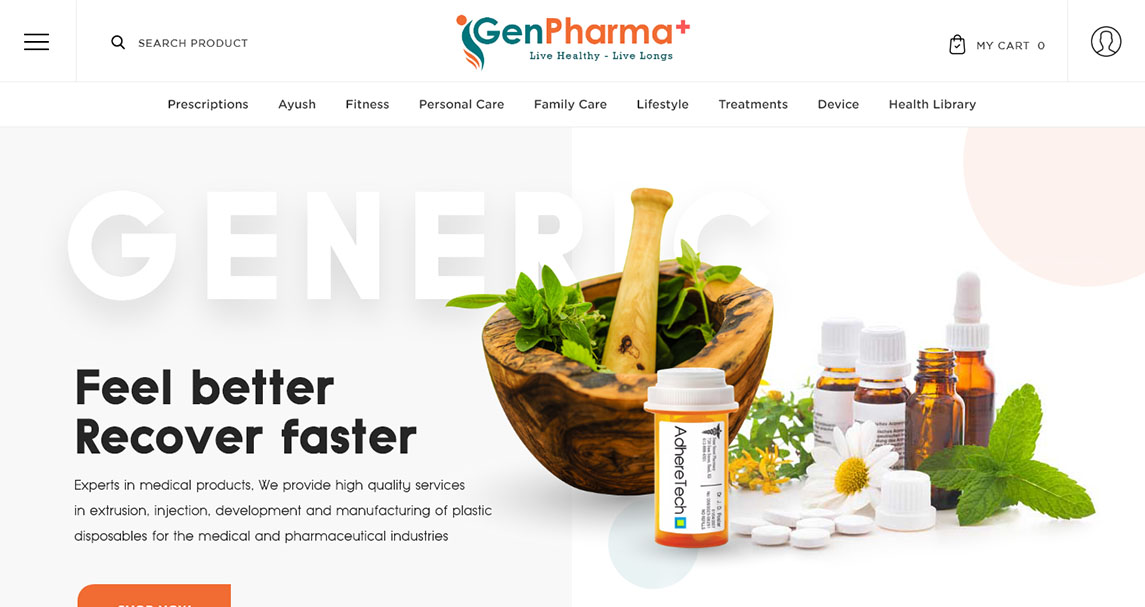 SEARCH PRODUCT
GenPharma+
Live Healthy - Live Longs
MY CART 0
Prescriptions Ayush Fitness Personal Care Family Care Lifestyle Treatments Device Health Library
GENERIC
Feel better
Recover faster
Experts in medical products, We provide high quality services
in extrusion, injection, development and manufacturing of plastic
disposables for the medical and pharmaceutical industries
AdhereTech
SHOP NOW